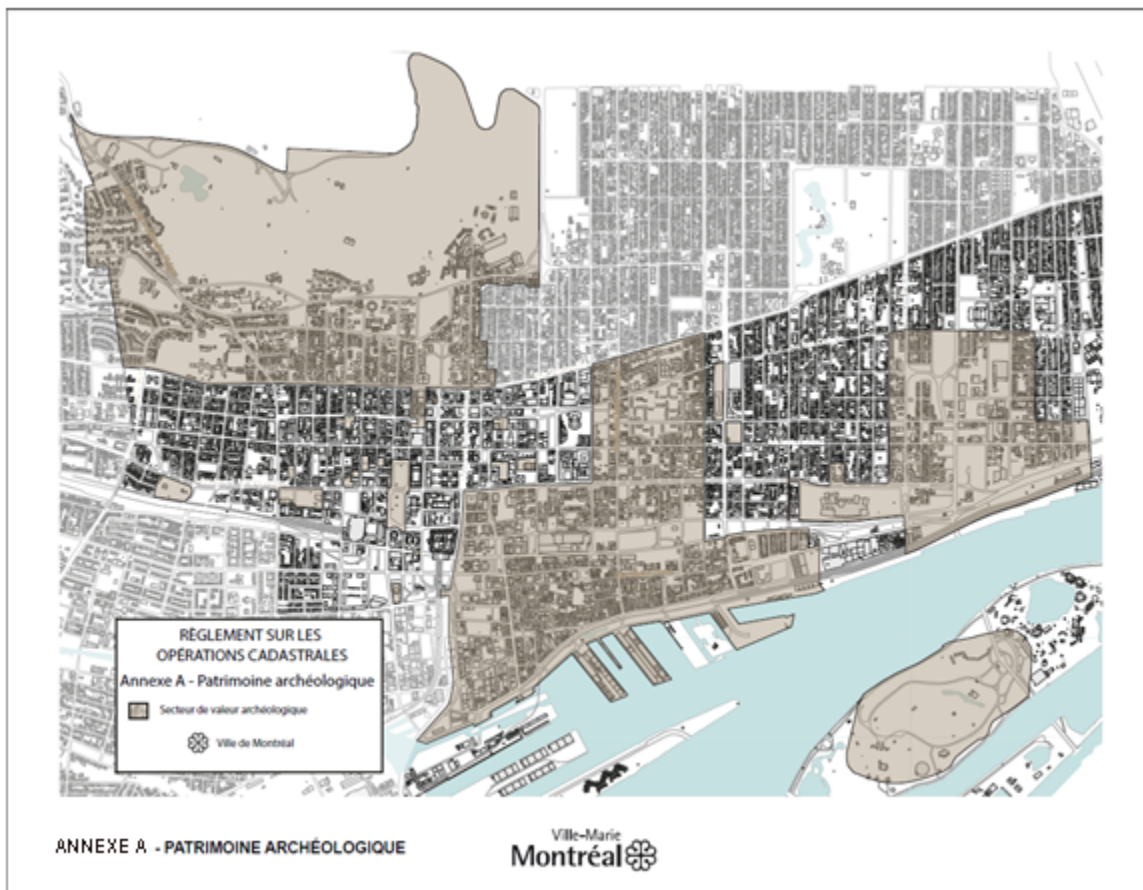 RÈGLEMENT SUR LES
OPÉRATIONS CADASTRALES
Annexe A - Patrimoine archéologique
Secteur de valeur archéologique
Ville de Montréal
ANNEXE A - PATRIMOINE ARCHÉOLOGIQUE
Ville-Marie
Montréal